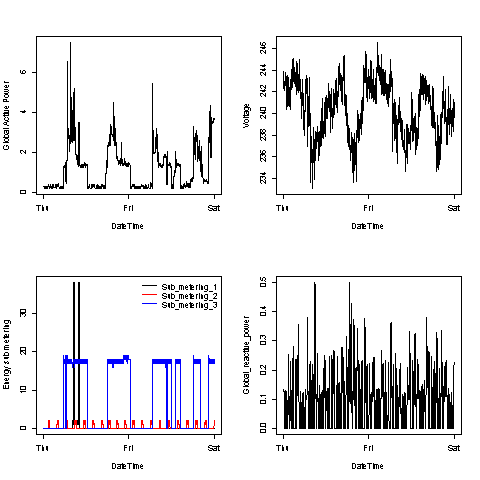 Global Active Power
6
4
2
0
Thu Fri Sat
DateTime
Voltage
246
244
242
240
238
236
234
Thu Fri Sat
DateTime
Energy sub metering
30
20
10
0
Sub_metering_1
Sub_metering_2
Sub_metering_3
Thu Fri Sat
DateTime
Global_reactive_power
0.5
0.4
0.3
0.2
0.1
0.0
Thu Fri Sat
DateTime